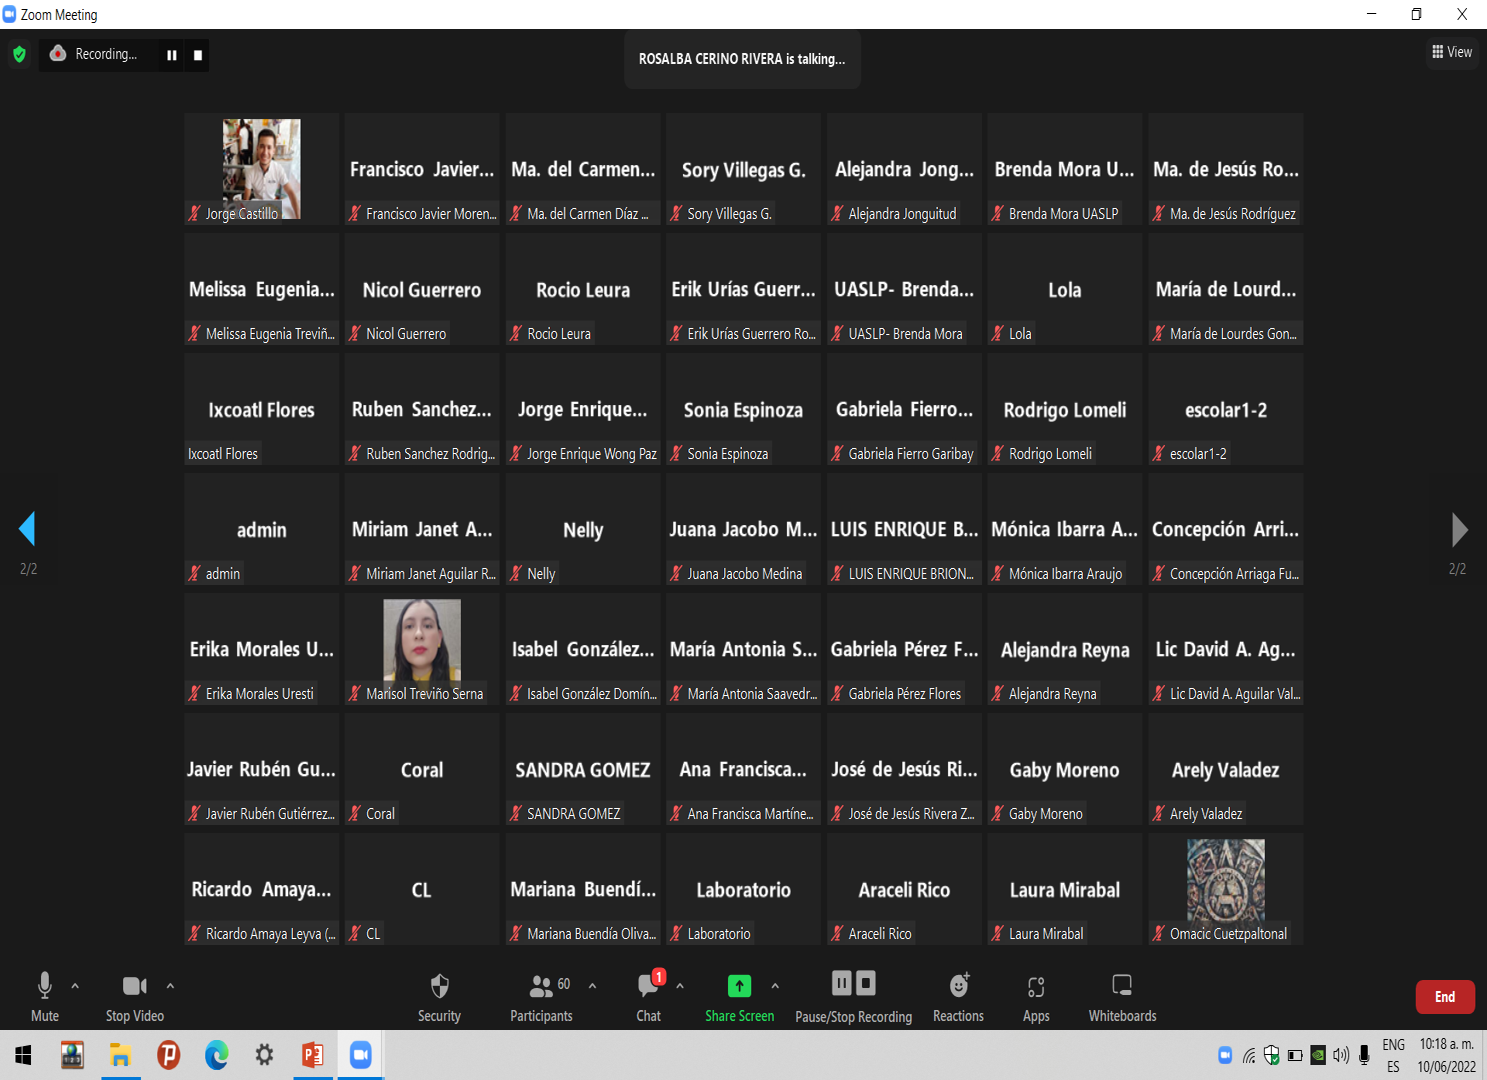 Zoom Meeting
Recording...
ROSALBA CERINO RIVERA is talking...
View
Jorge Castillo
Francisco Javier...
Francisco Javier Moren...
Ma. del Carmen...
Ma. del Carmen Díaz ...
Sory Villegas G.
Sory Villegas G.
Alejandra Jong...
Alejandra Jonguitud
Brenda Mora U...
Brenda Mora UASLP
Ma. de Jesús Ro...
Ma. de Jesús Rodríguez
Melissa Eugenia...
Melissa Eugenia Treviñ...
Nicol Guerrero
Nicol Guerrero
Rocio Leura
Rocio Leura
Erik Urías Guerr...
Erik Urías Guerrero Ro...
UASLP- Brenda...
UASLP- Brenda Mora
Lola
Lola
María de Lourd...
María de Lourdes Gon...
Ixcoatl Flores
Ixcoatl Flores
Ruben Sanchez...
Ruben Sanchez Rodrig...
Jorge Enrique...
Jorge Enrique Wong Paz
Sonia Espinoza
Sonia Espinoza
Gabriela Fierro...
Gabriela Fierro Garibay
Rodrigo Lomeli
Rodrigo Lomeli
escolar1-2
escolar1-2
admin
admin
Miriam Janet A...
Miriam Janet Aguilar R...
Nelly
Nelly
Juana Jacobo M...
Juana Jacobo Medina
LUIS ENRIQUE B...
LUIS ENRIQUE BRION...
Mónica Ibarra A...
Mónica Ibarra Araujo
Concepción Arri...
Concepción Arriaga Fu...
2/2
2/2
Erika Morales U...
Erika Morales Uresti
Marisol Treviño Serna
Isabel González...
Isabel González Domín...
María Antonia S...
María Antonia Saavedr...
Gabriela Pérez F...
Gabriela Pérez Flores
Alejandra Reyna
Alejandra Reyna
Lic David A. Ag...
Lic David A. Aguilar Val...
Javier Rubén Gu...
Javier Rubén Gutiérrez...
Coral
Coral
SANDRA GOMEZ
SANDRA GOMEZ
Ana Francisca...
Ana Francisca Martíne...
José de Jesús Ri...
José de Jesús Rivera Z...
Gaby Moreno
Gaby Moreno
Arely Valadez
Arely Valadez
Ricardo Amaya...
Ricardo Amaya Leyva (...
CL
CL
Mariana Buendí...
Mariana Buendía Oliva...
Laboratorio
Laboratorio
Araceli Rico
Araceli Rico
Laura Mirabal
Laura Mirabal
Omacic Cuetzpaltonal
Mute
Stop Video
Security
60
Participants
1
Chat
Share Screen
Pause/Stop Recording
Reactions
Apps
Whiteboards
End
ENG
ES
10:18 a. m.
10/06/2022